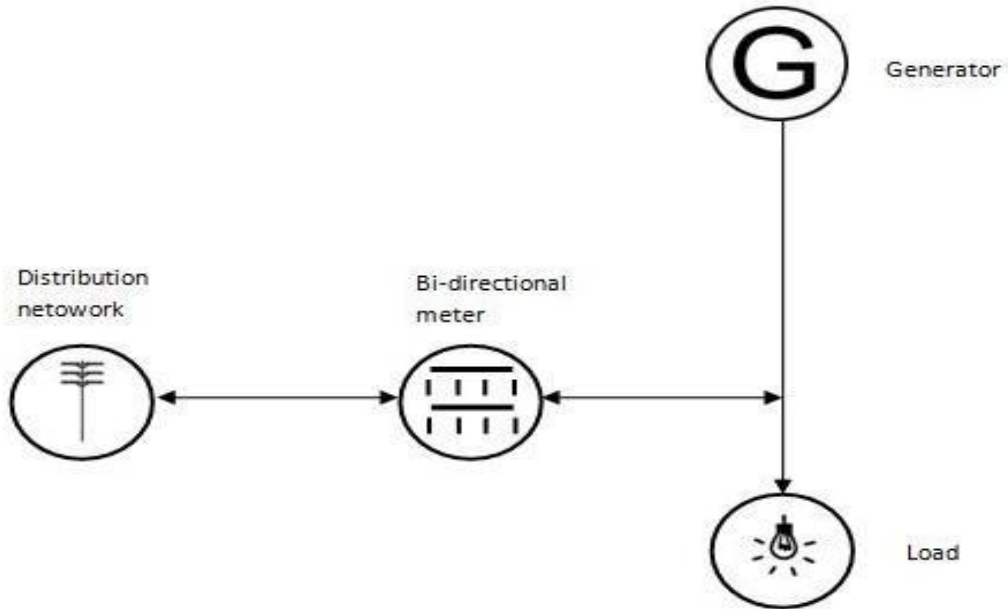 G
Generator
Distribution
netowork
Bi-directional
meter
Load